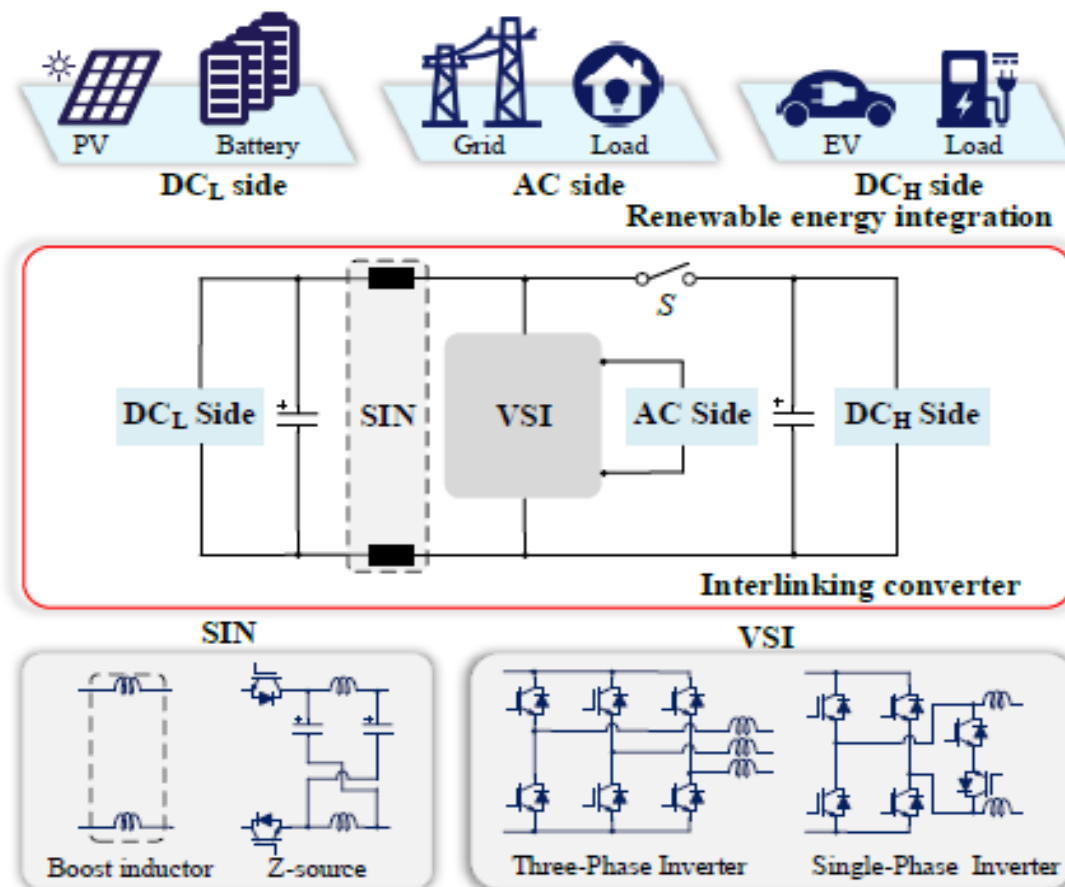 PV Battery Grid Load EV Load
DCL side AC side DCH side
Renewable energy integration
S
DCL Side SIN VSI AC Side DCH Side
Interlinking converter
SIN VSI
Boost inductor Z-source Three-Phase Inverter Single-Phase Inverter